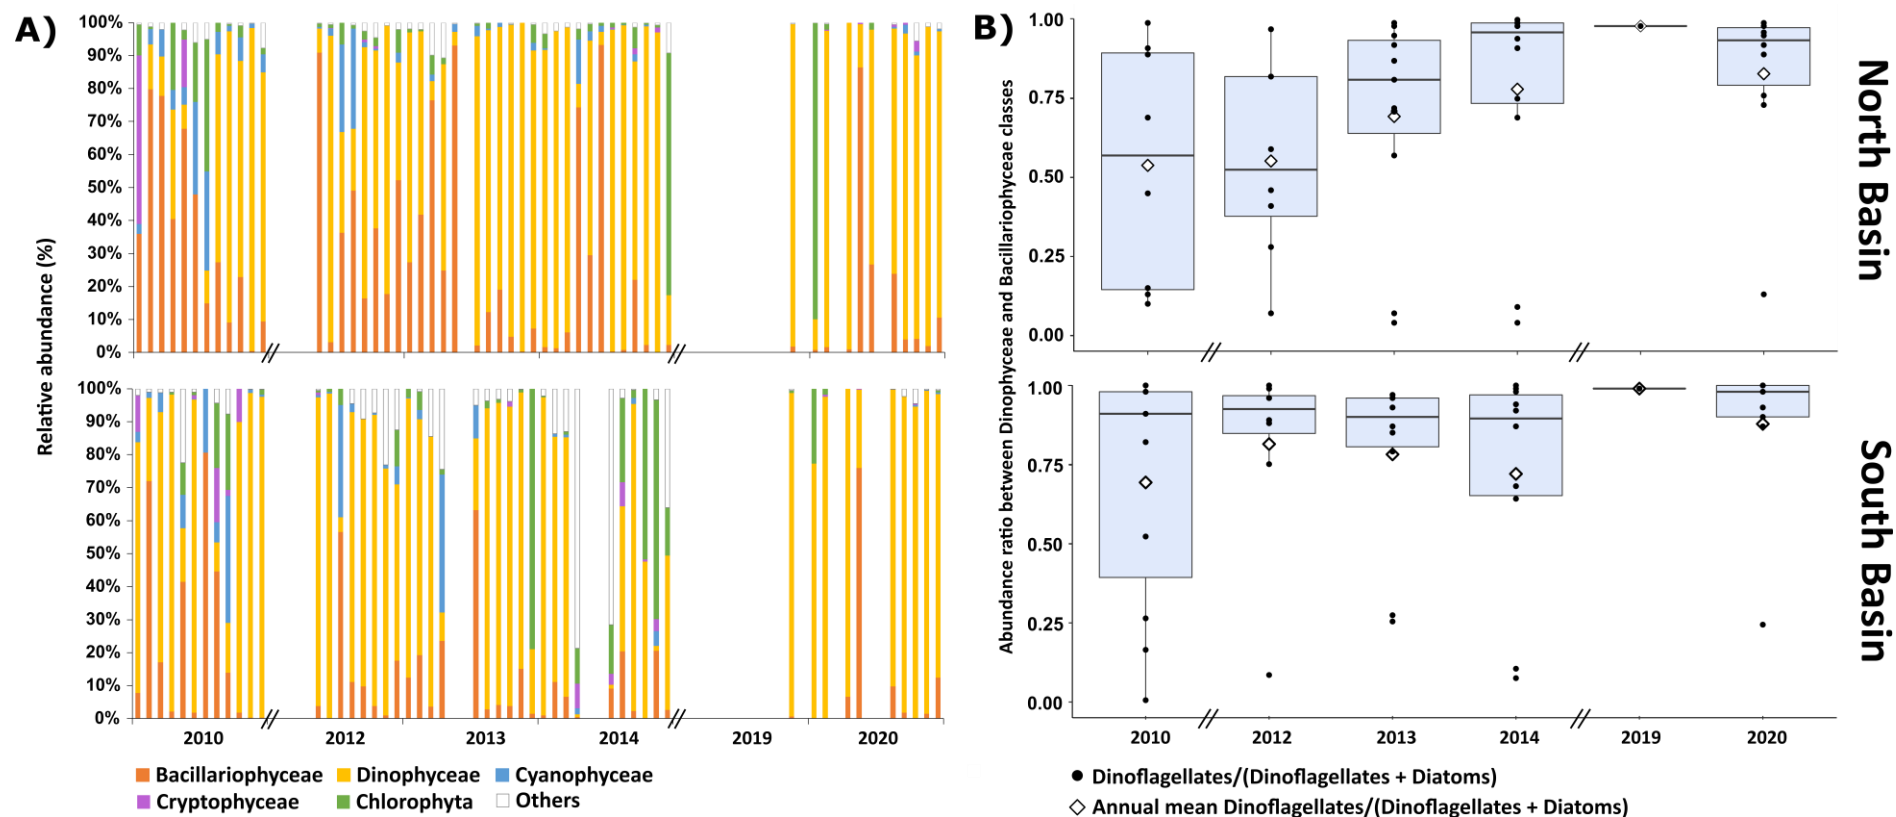 A)
Relative abundance (%)
100%
90%
80%
70%
60%
50%
40%
30%
20%
10%
0%
100%
90%
80%
70%
60%
50%
40%
30%
20%
10%
0%
2010 2012 2013 2014 2019 2020
Bacillariophyceae Dinophyceae Cyanophyceae
Cryptophyceae Chlorophyta Others
B)
Abundance ratio between Dinophyceae and Bacillariophyceae classes
1.00
0.75
0.50
0.25
0.00
North Basin
1.00
0.75
0.50
0.25
0.00
South Basin
2010 2012 2013 2014 2019 2020
Dinoflagellates/(Dinoflagellates + Diatoms)
Annual mean Dinoflagellates/(Dinoflagellates + Diatoms)